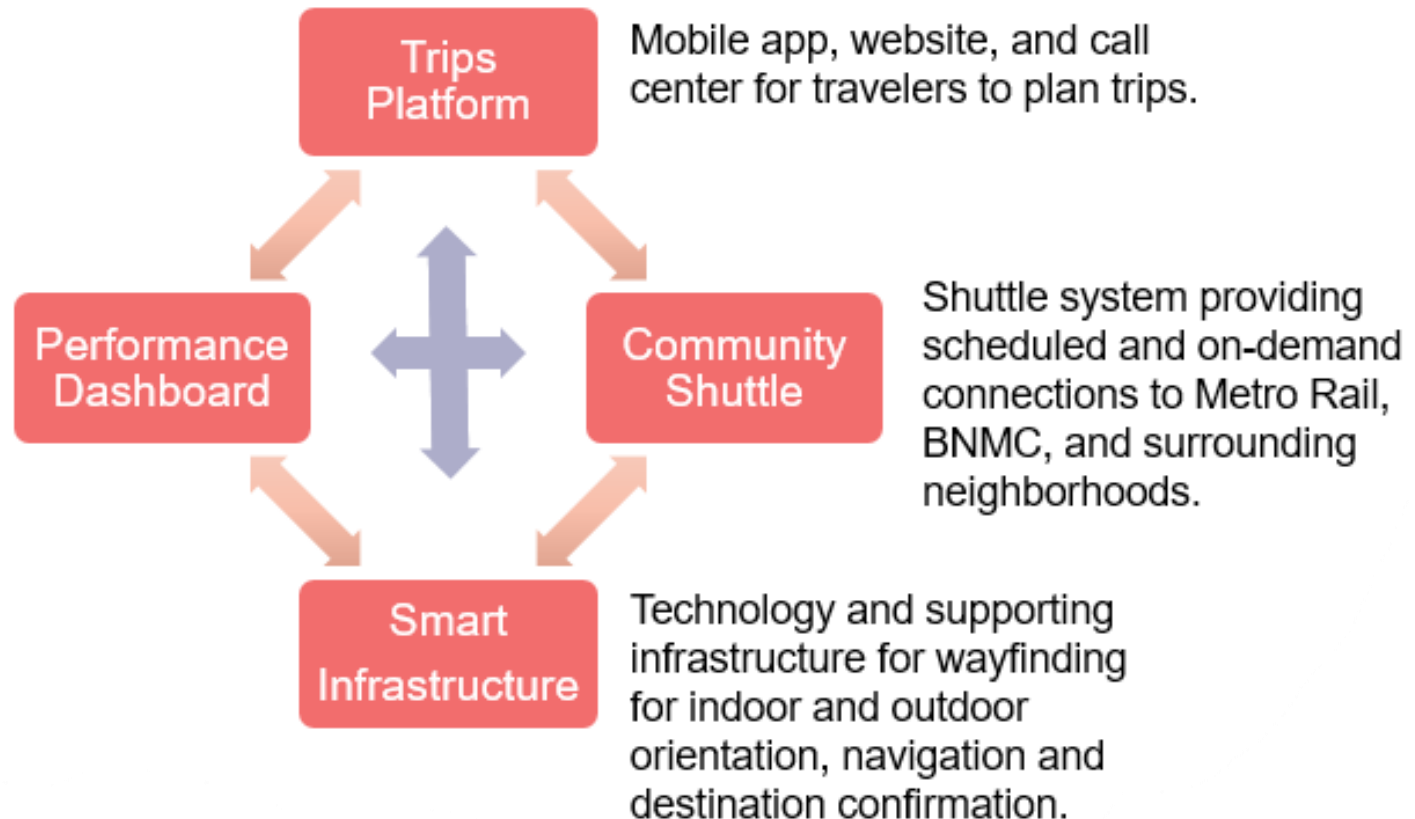 Trips
Platform
Mobile app, website, and call
center for travelers to plan trips.
Performance
Dashboard
Community
Shuttle
Shuttle system providing
scheduled and on-demand
connections to Metro Rail,
BNMC, and surrounding
neighborhoods.
Smart
Infrastructure
Technology and supporting
infrastructure for wayfinding
for indoor and outdoor
orientation, navigation and
destination confirmation.